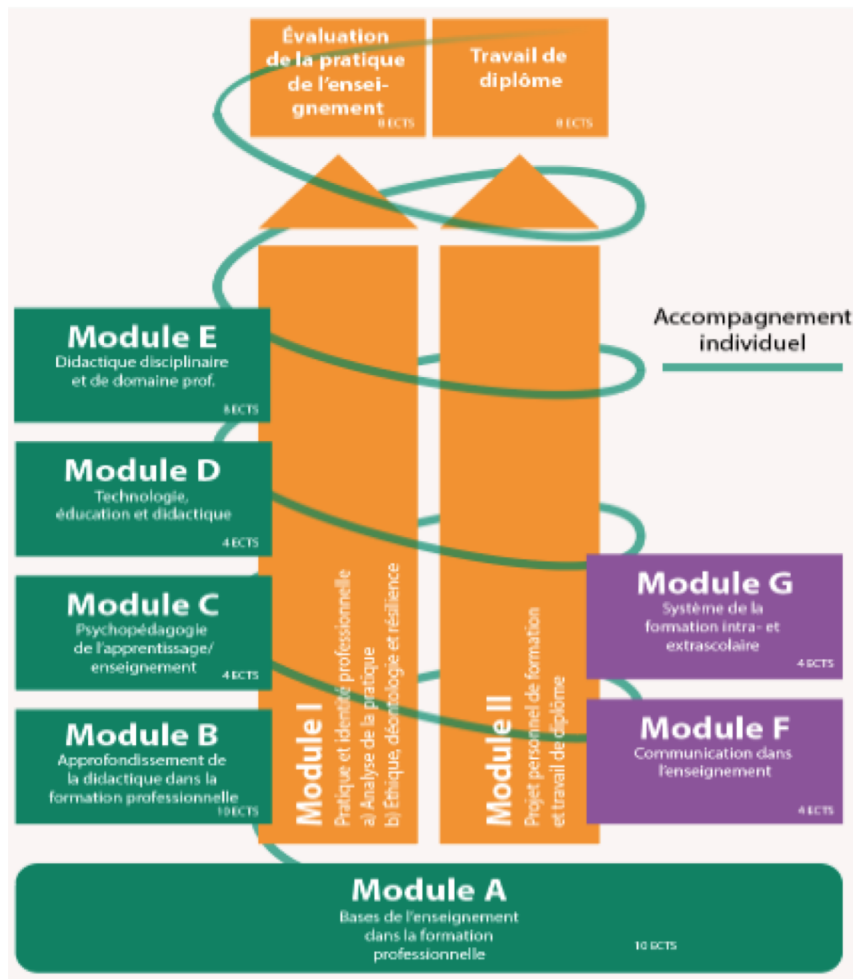 Évaluation
de la pratique
de l'ensei-
gnement
8 ECTS
Travail de
diplôme
8 ECTS
Accompagnement
individuel
Module E
Didactique disciplinaire
et de domaine prof.
8 ECTS
Module D
Technologie,
éducation et didactique
4 ECTS
Module C
Psychopédagogie
de l'apprentissage/
enseignement
4 ECTS
Module B
Approfondissement de
la didactique dans la
formation professionnelle
10 ECTS
Module I
Pratique et identité professionnelle
a) Analyse de la pratique
b) Ethique, déontologie et résilience
Module II
Projet personnel de formation
et travail de diplôme
Module G
Système de la
formation intra- et
extrascolaire
4 ECTS
Module F
Communication dans
l'enseignement
4 ECTS
Module A
Bases de l'enseignement
dans la formation
professionnelle
10 ECTS